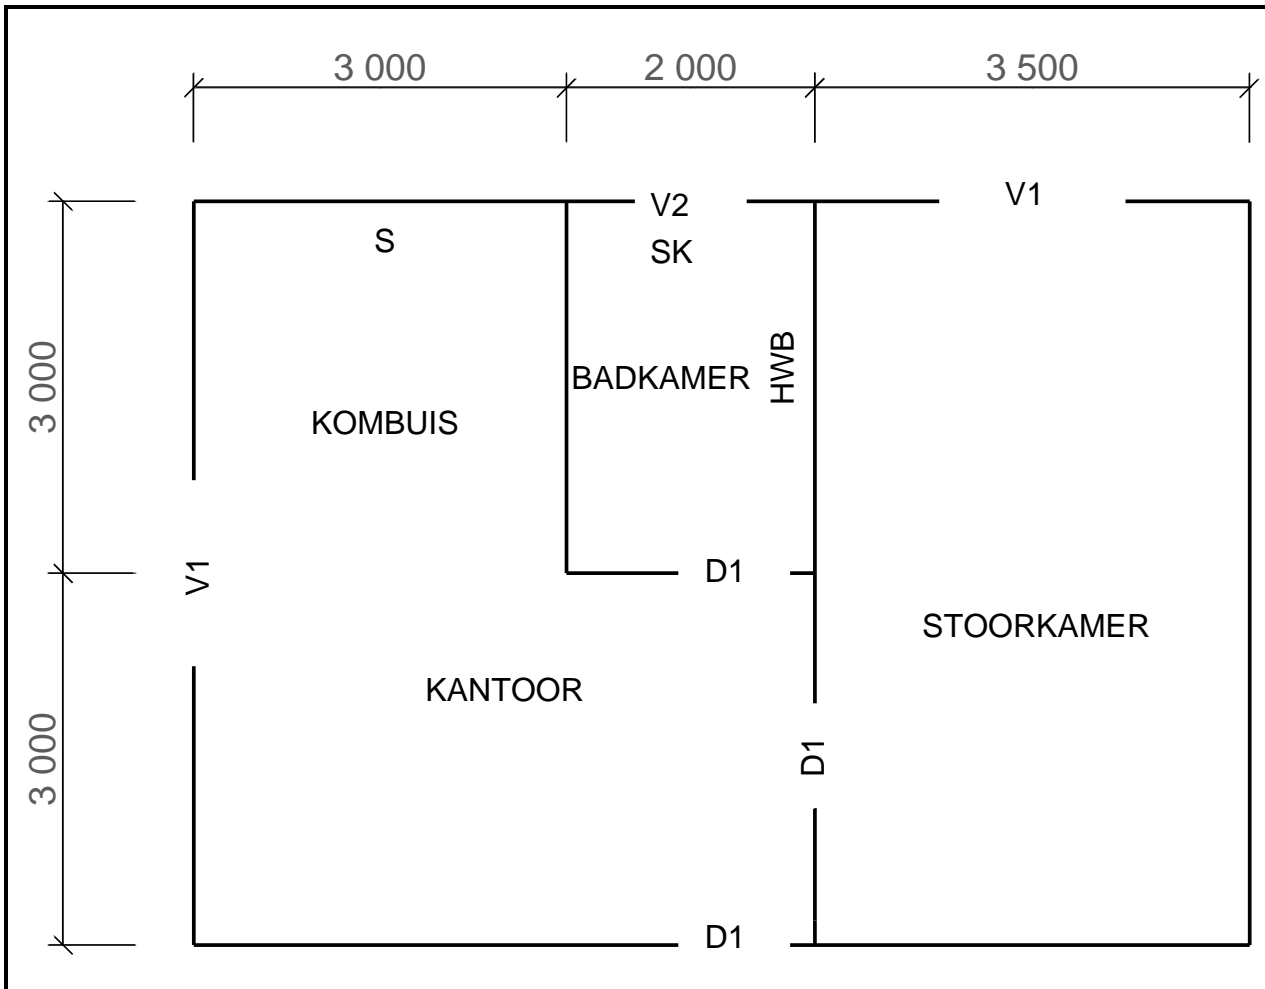 3 000
2 000
3 500
V1
V2
S
SK
3 000
HWB
BADKAMER
KOMBUIS
V1
D1
STOORKAMER
KANTOOR
3 000
D1
D1